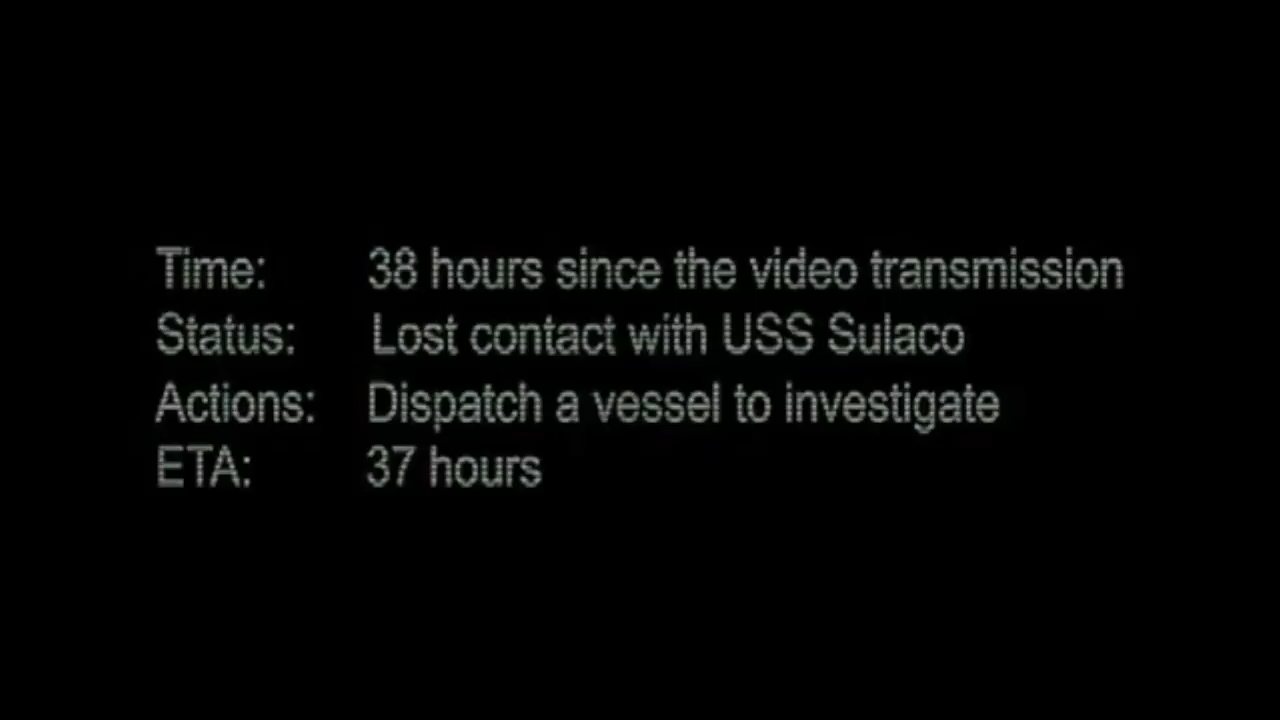 Time: 38 hours since the video transmission
Status: Lost contact with USS Sulaco
Actions: Dispatch a vessel to investigate
ETA: 37 hours